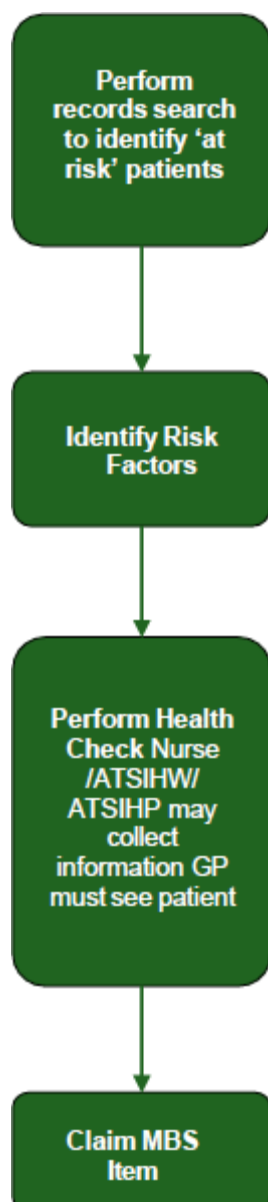 Perform
records search
to identify ‘at
risk’ patients
Identify Risk
Factors
Perform Health
Check Nurse
/ATSIHW/
ATSIHP may
collect
information GP
must see patient
Claim MBS
Item